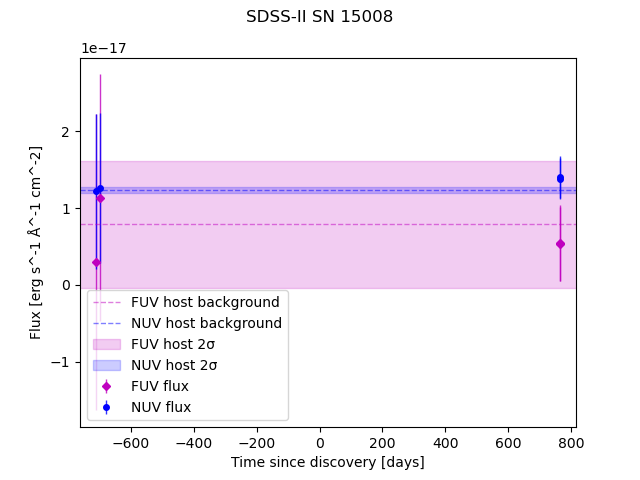 SDSS-II SN 15008
1e−17
2
1
0
−1
Flux [erg s^-1 Å^-1 cm^-2]
FUV host background
NUV host background
FUV host 2σ
NUV host 2σ
FUV flux
NUV flux
−600 −400 −200 0 200 400 600 800
Time since discovery [days]